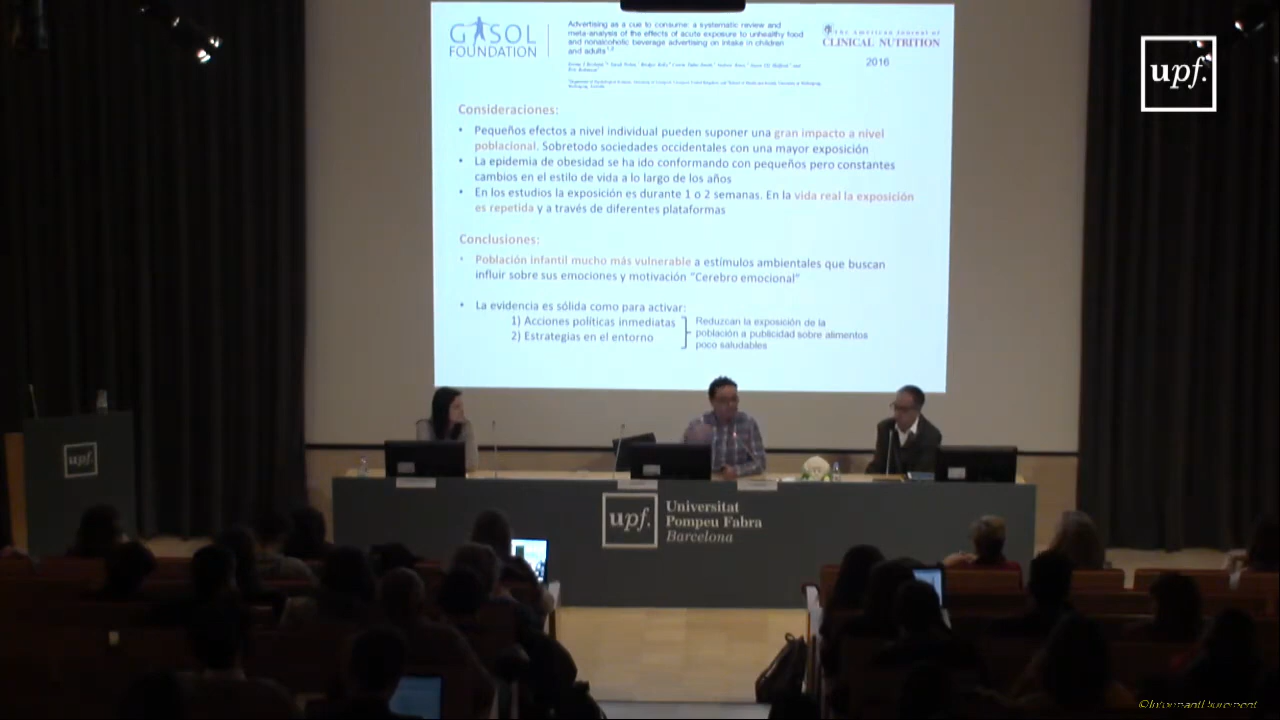 GASOL
FOUNDATION
Advertising as a cue to consume: a systematic review and
meta-analysis of the effects of acute exposure to unhealthy food
and nonalcoholic beverage advertising on intake in children
and adults
The American Journal of
CLINICAL NUTRITION
2016
upf.
Consideraciones:
• Pequeños efectos a nivel individual pueden suponer una gran impacto a nivel
poblacional. Sobretodo sociedades occidentales con una mayor exposición
• La epidemia de obesidad se ha ido conformando con pequeños pero constantes
cambios en el estilo de vida a lo largo de los años
• En los estudios la exposición es durante 1 o 2 semanas. En la vida real la exposición
es repetida y a través de diferentes plataformas
Conclusiones:
• Población infantil mucho más vulnerable a estímulos ambientales que buscan
influir sobre sus emociones y motivación "Cerebro emocional"
• La evidencia es sólida como para activar:
1) Acciones políticas inmediatas
2) Estrategias en el entorno
Reduzcan la exposición de la
población a publicidad sobre alimentos
poco saludables
upf.
upf.
Universitat
Pompeu Fabra
Barcelona